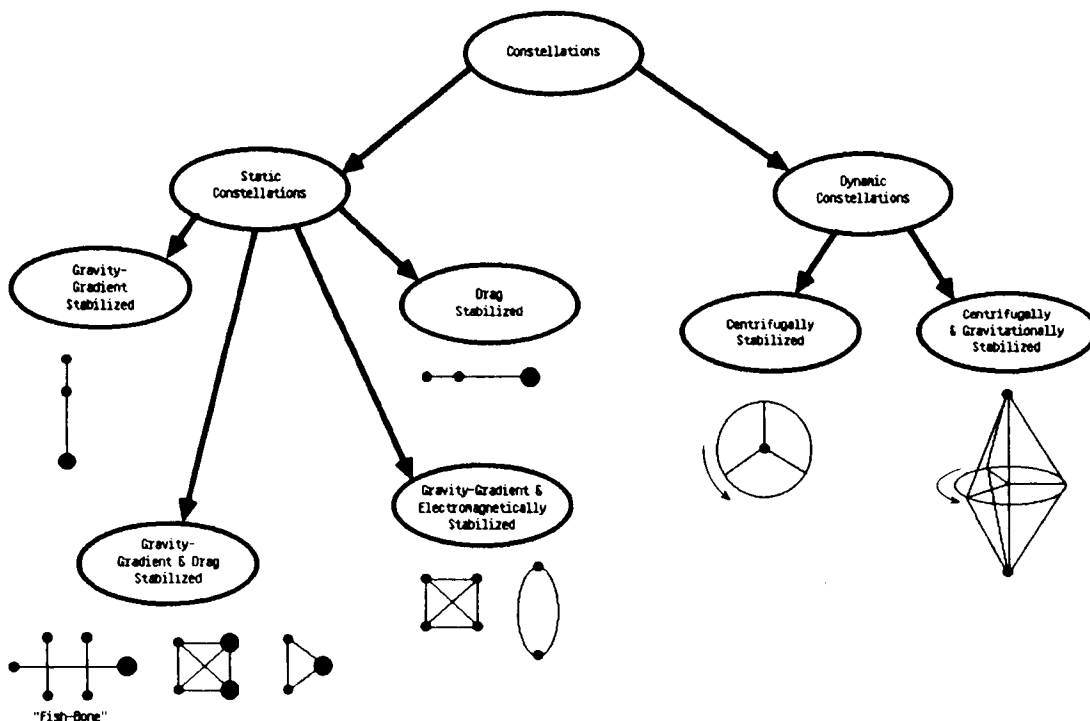 Constellations
Static
Constellations
Dynamic
Constellations
Gravity-
Gradient
Stabilized
Drag
Stabilized
Centrifugally
Stabilized
Centrifugally
& Gravitationally
Stabilized
Gravity-Gradient &
Electromagnetically
Stabilized
Gravity-
Gradient & Drag
Stabilized
"Fish-Bone"